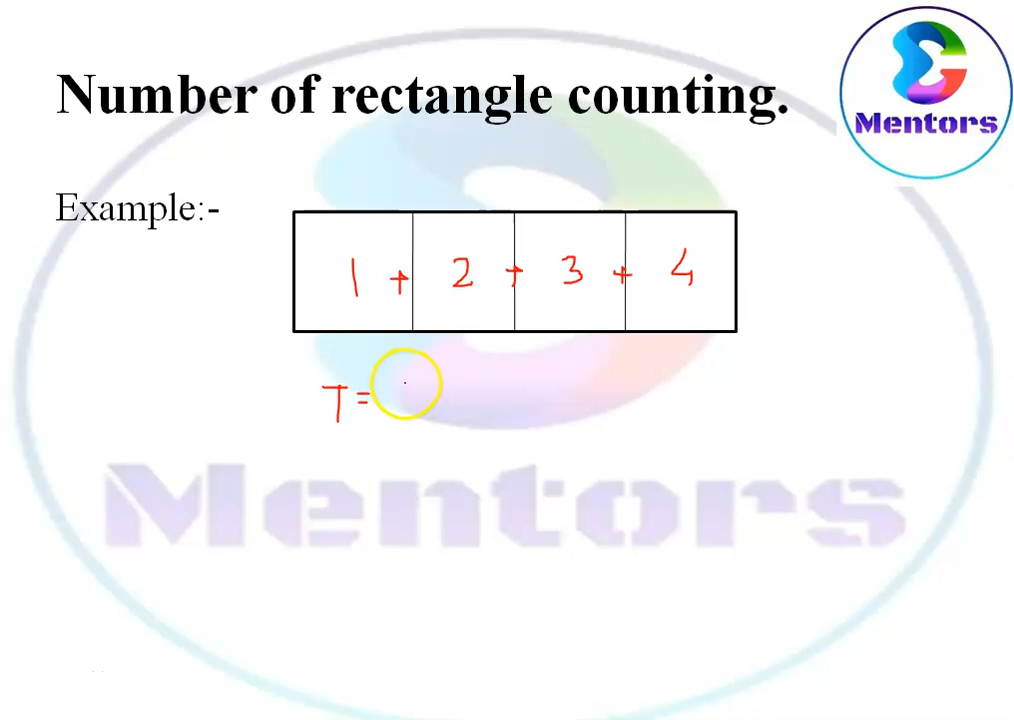 Number of rectangle counting.
Mentors
Example:-
1 + 2 + 3 + 4
T =
Mentors